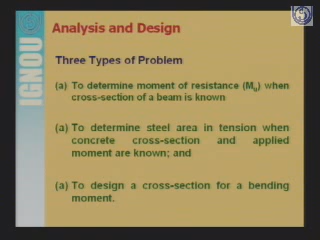 Analysis and Design
IGNOU
Three Types of Problem
(a) To determine moment of resistance (Mu) when
cross-section of a beam is known
(a) To determine steel area in tension when
concrete cross-section and applied
moment are known; and
(a) To design a cross-section for a bending
moment.